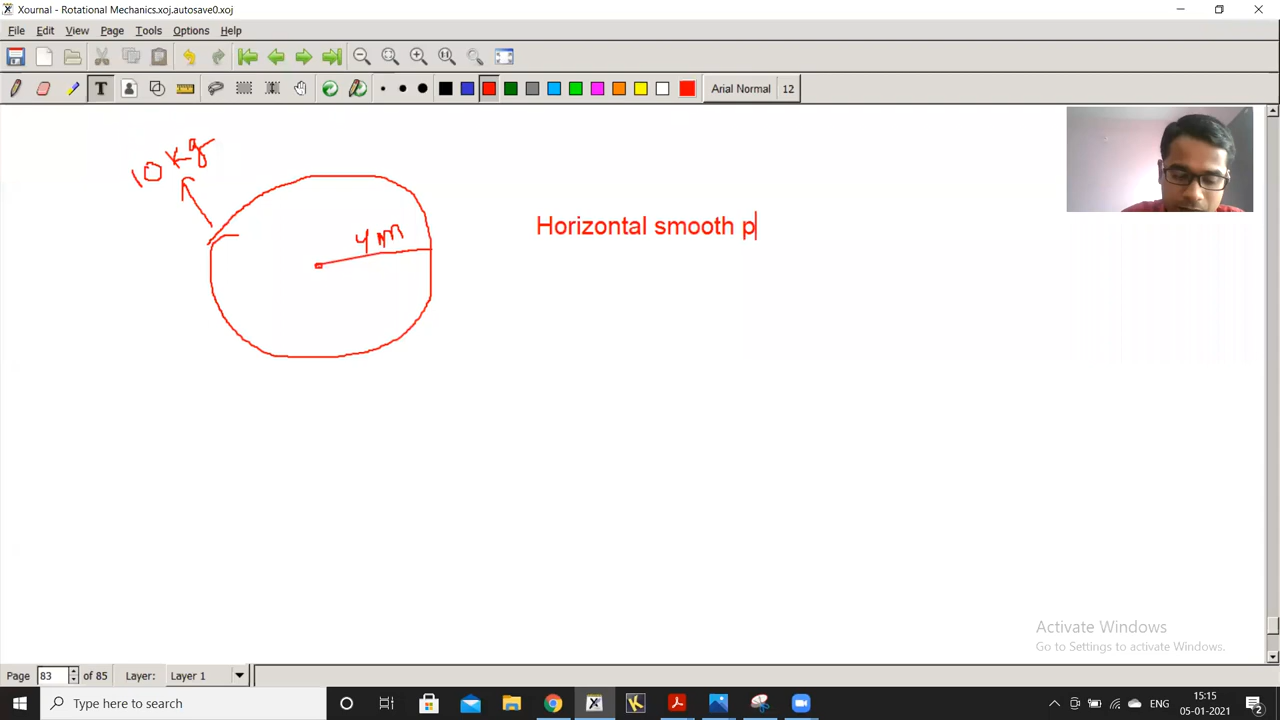 Xournal - Rotational Mechanics.xoj.autosave0.xoj
File Edit View Page Tools Options Help
Arial Normal 12
10 kg
4m
Horizontal smooth p
Activate Windows
Go to Settings to activate Windows.
Page 83 of 85 Layer: Layer 1
Type here to search
ENG
15:15
05-01-2021
2